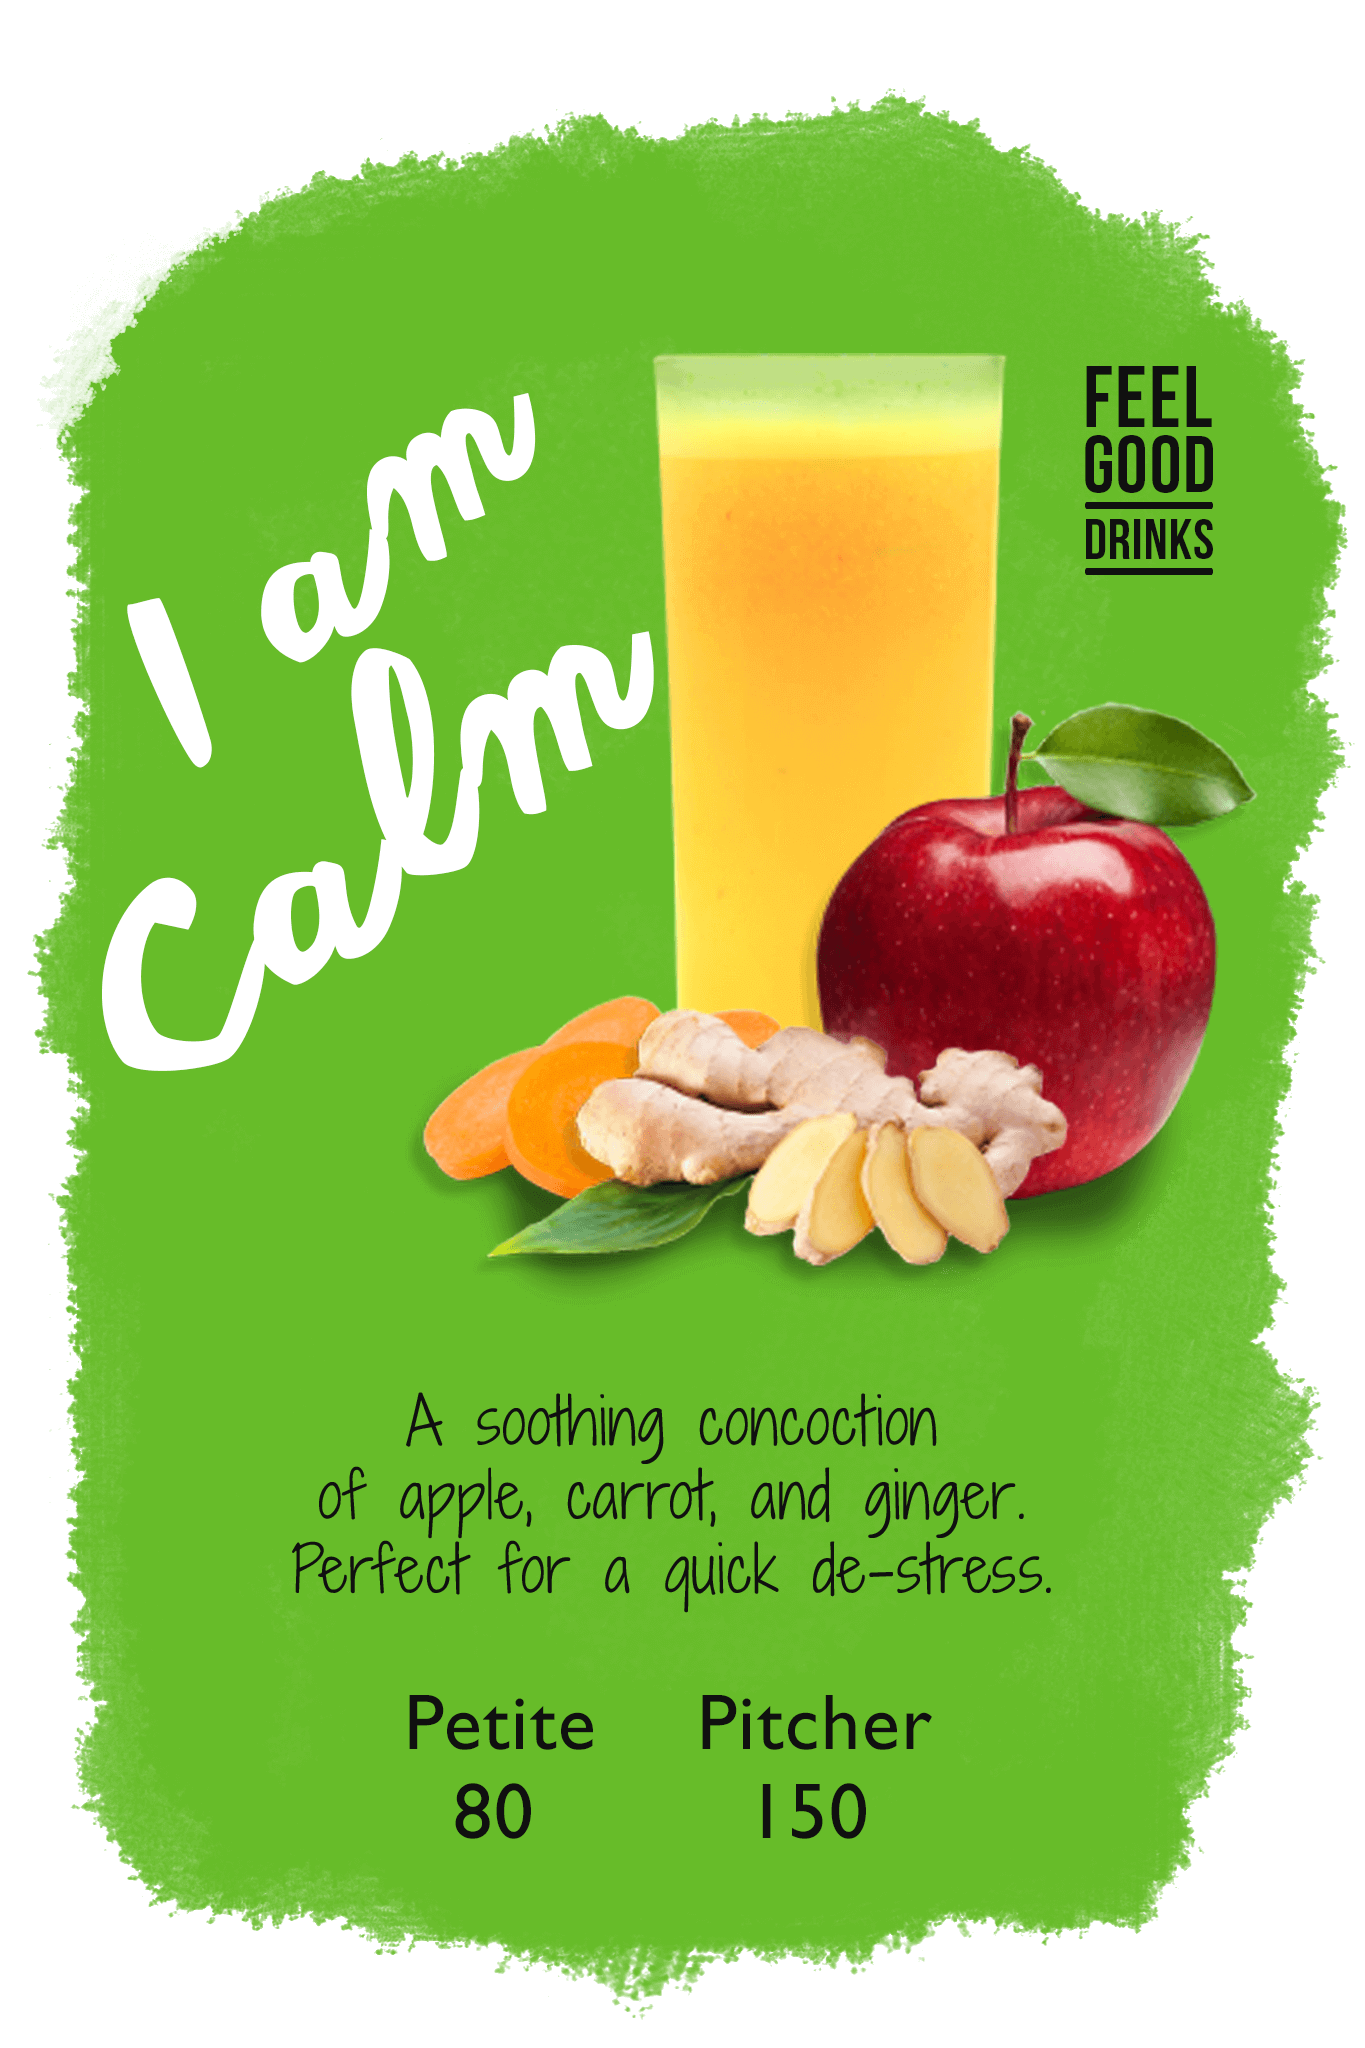 I am
Calm
FEEL
GOOD
DRINKS
A soothing concoction
of apple, carrot, and ginger.
Perfect for a quick de-stress.
Petite Pitcher
80 150